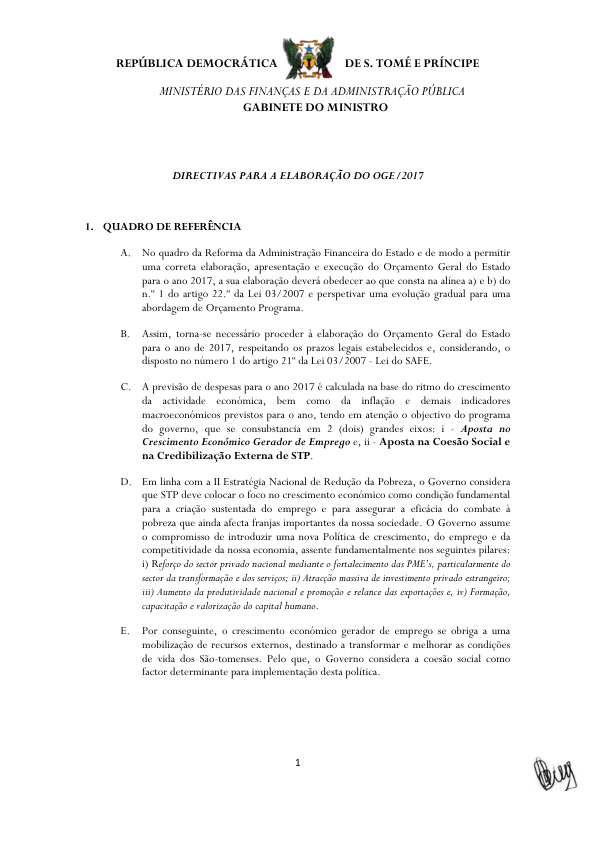 REPÚBLICA DEMOCRÁTICA DE S. TOMÉ E PRÍNCIPE
MINISTÉRIO DAS FINANÇAS E DA ADMINISTRAÇÃO PÚBLICA
GABINETE DO MINISTRO
DIRECTIVAS PARA A ELABORAÇÃO DO OGE/2017
1. QUADRO DE REFERÊNCIA
A. No quadro da Reforma da Administração Financeira do Estado e de modo a permitir
uma correta elaboração, apresentação e execução do Orçamento Geral do Estado
para o ano 2017, a sua elaboração deverá obedecer ao que consta na alínea a) e b) do
n.º 1 do artigo 22.º da Lei 03/2007 e perspetivar uma evolução gradual para uma
abordagem de Orçamento Programa.
B. Assim, torna-se necessário proceder à elaboração do Orçamento Geral do Estado
para o ano de 2017, respeitando os prazos legais estabelecidos e, considerando, o
disposto no número 1 do artigo 21º da Lei 03/2007 - Lei do SAFE.
C. A previsão de despesas para o ano 2017 é calculada na base do ritmo do crescimento
da actividade económica, bem como da inflação e demais indicadores
macroeconómicos previstos para o ano, tendo em atenção o objectivo do programa
do governo, que se consubstancia em 2 (dois) grandes eixos: i - Aposta no
Crescimento Económico Gerador de Emprego e, ii - Aposta na Coesão Social e
na Credibilização Externa de STP.
D. Em linha com a II Estratégia Nacional de Redução da Pobreza, o Governo considera
que STP deve colocar o foco no crescimento económico como condição fundamental
para a criação sustentada do emprego e para assegurar a eficácia do combate à
pobreza que ainda afecta franjas importantes da nossa sociedade. O Governo assume
o compromisso de introduzir uma nova Política de crescimento, do emprego e da
competitividade da nossa economia, assente fundamentalmente nos seguintes pilares:
i) Reforço do sector privado nacional mediante o fortalecimento das PME's, particularmente do
sector da transformação e dos serviços; ii) Atracção massiva de investimento privado estrangeiro;
iii) Aumento da produtividade nacional e promoção e relance das exportações e, iv) Formação,
capacitação e valorização do capital humano.
E. Por conseguinte, o crescimento económico gerador de emprego se obriga a uma
mobilização de recursos externos, destinado a transformar e melhorar as condições
de vida dos São-tomenses. Pelo que, o Governo considera a coesão social como
factor determinante para implementação desta política.
1